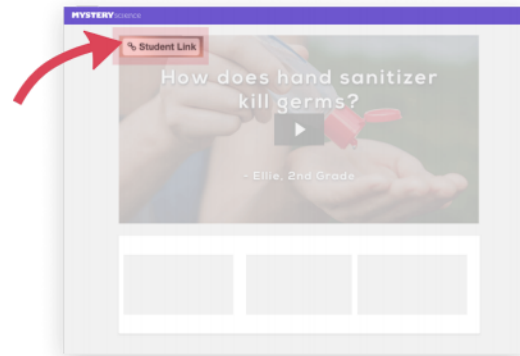 MYSTERY science
Student Link
How does hand sanitizer
kill germs?
- Ellie, 2nd Grade